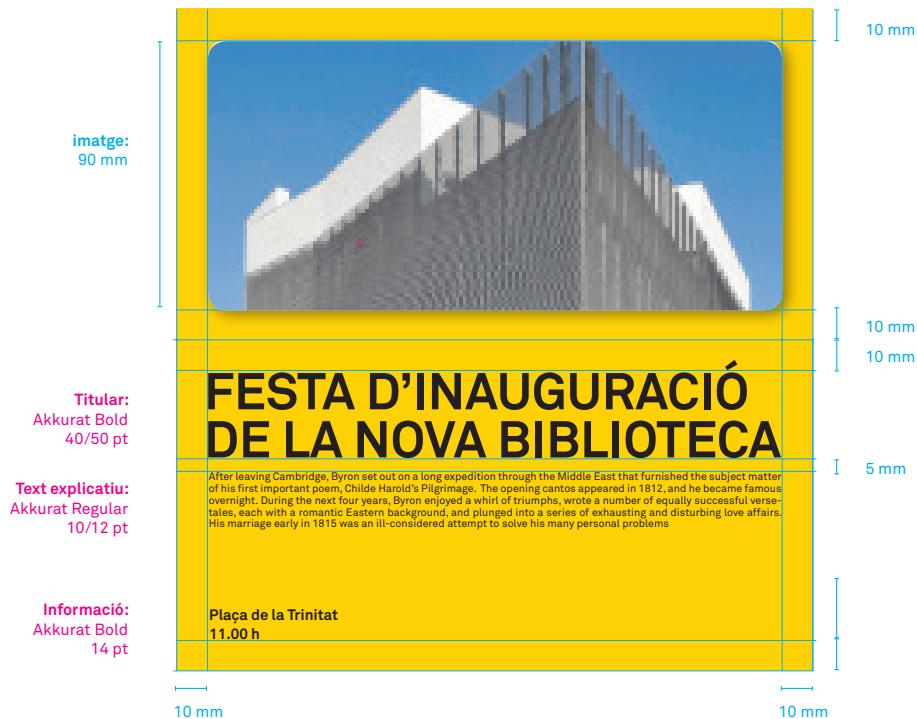 10 mm
imatge:
90 mm
10 mm
10 mm
FESTA D’INAUGURACIÓ
DE LA NOVA BIBLIOTECA
Titular:
Akkurat Bold
40/50 pt
5 mm
After leaving Cambridge, Byron set out on a long expedition through the Middle East that furnished the subject matter
of his first important poem, Childe Harold’s Pilgrimage. The opening cantos appeared in 1812, and he became famous
overnight. During the next four years, Byron enjoyed a whirl of triumphs, wrote a number of equally successful verse-
tales, each with a romantic Eastern background, and plunged into a series of exhausting and disturbing love affairs.
His marriage early in 1815 was an ill-considered attempt to solve his many personal problems
Text explicatiu:
Akkurat Regular
10/12 pt
Informació:
Akkurat Bold
14 pt
Plaça de la Trinitat
11.00 h
10 mm
10 mm